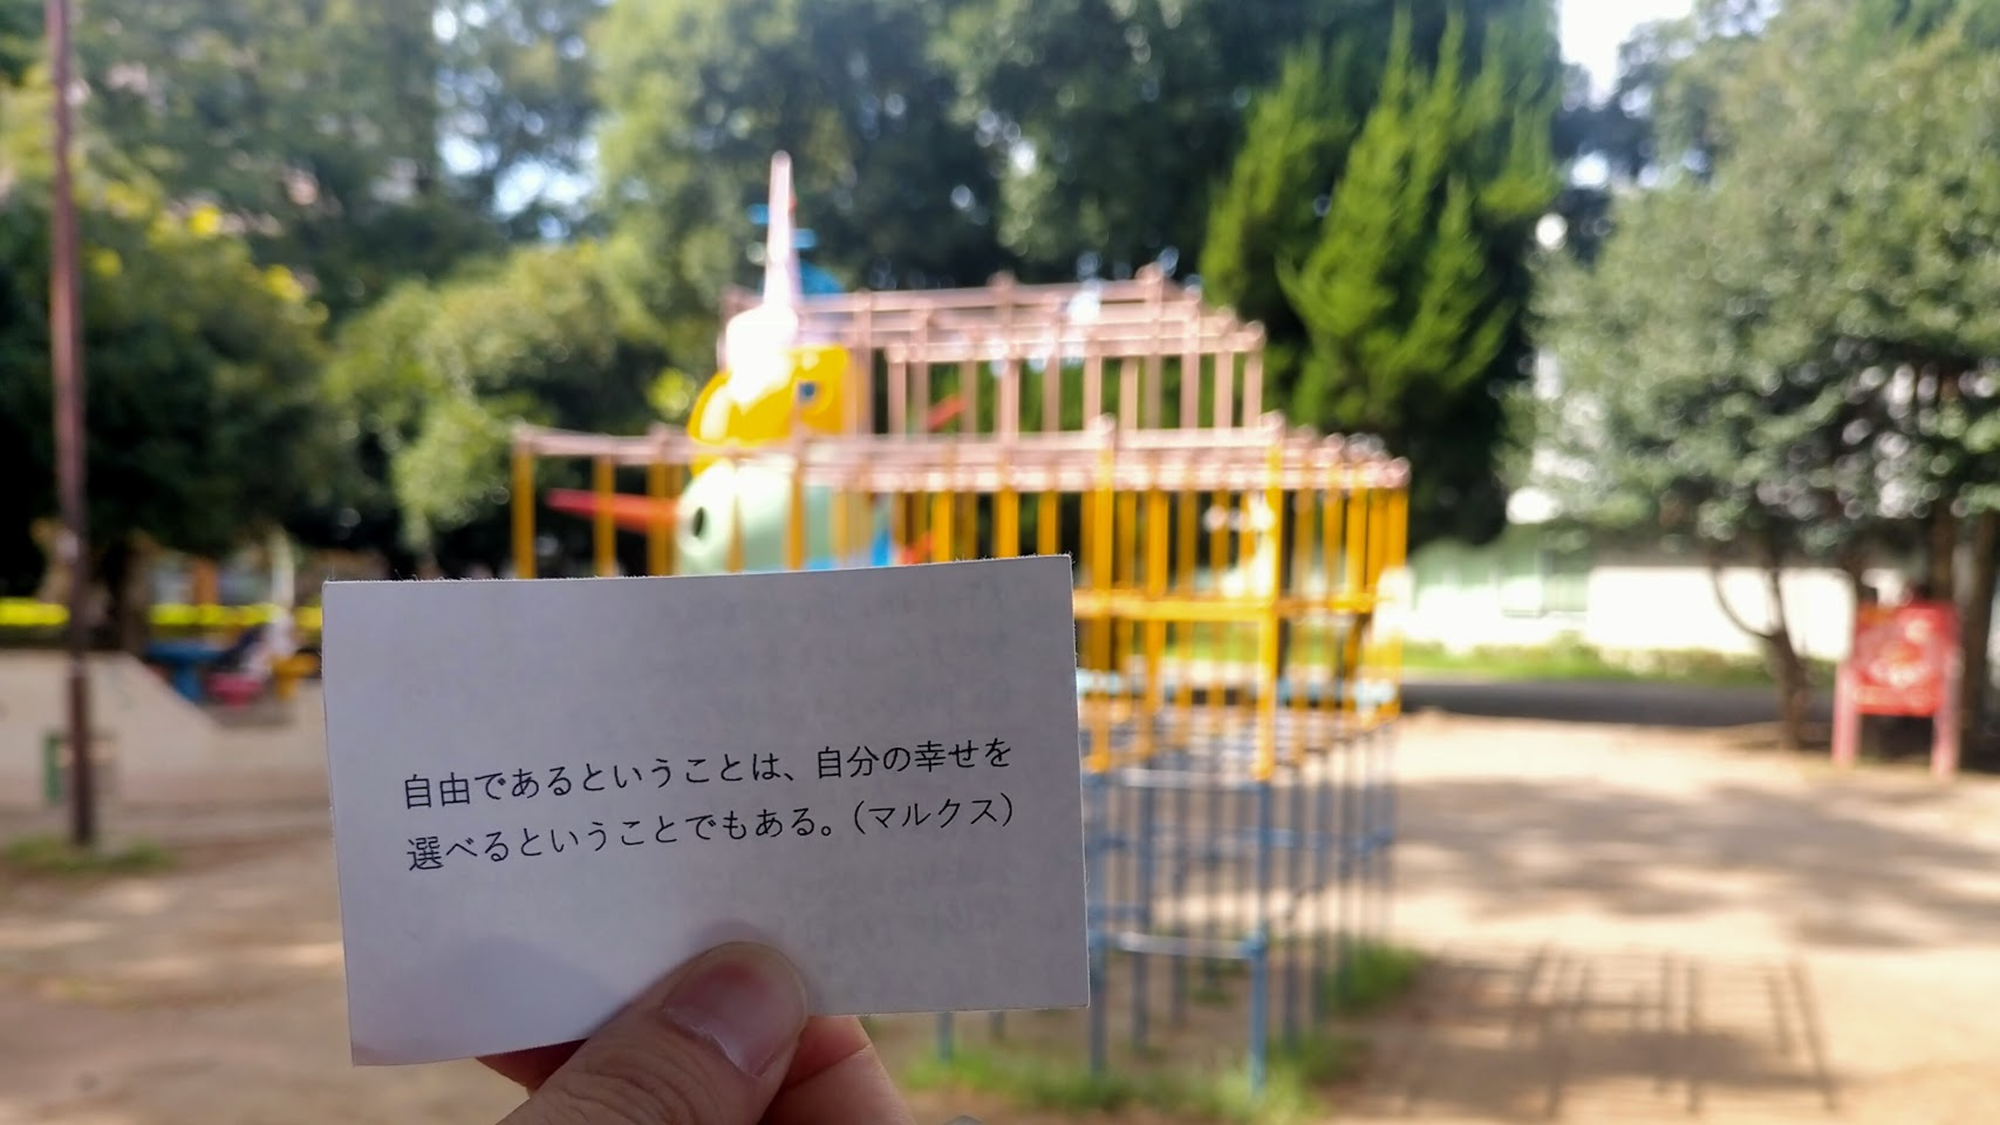 自由であるということは、自分の幸せを
選べるということでもある。（マルクス）